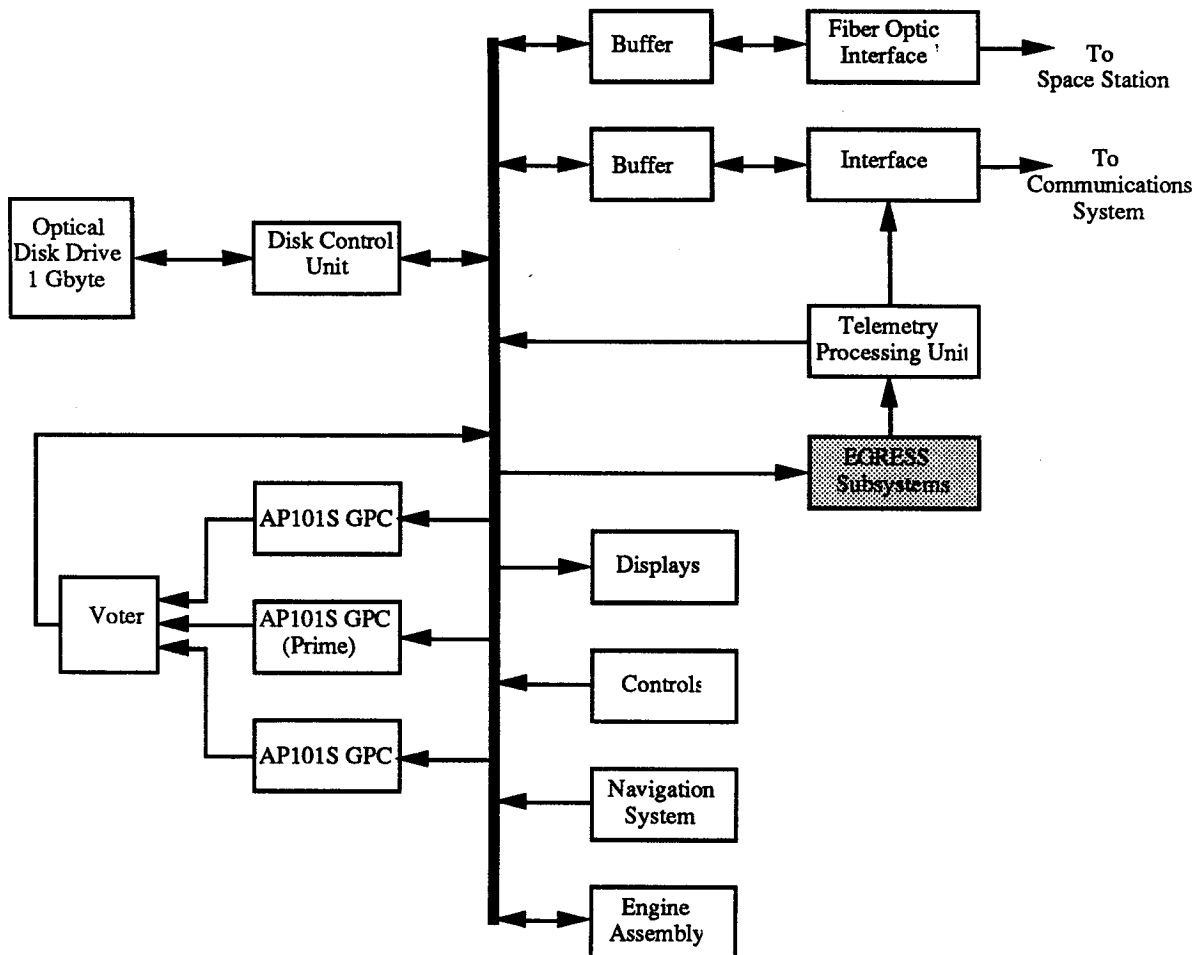 Buffer
Fiber Optic
Interface
To
Space Station
Buffer
Interface
To
Communications
System
Optical
Disk Drive
1 Gbyte
Disk Control
Unit
Telemetry
Processing Unit
EGRESS
Subsystems
AP101S GPC
Displays
Voter
AP101S GPC
(Prime)
Controls
AP101S GPC
Navigation
System
Engine
Assembly